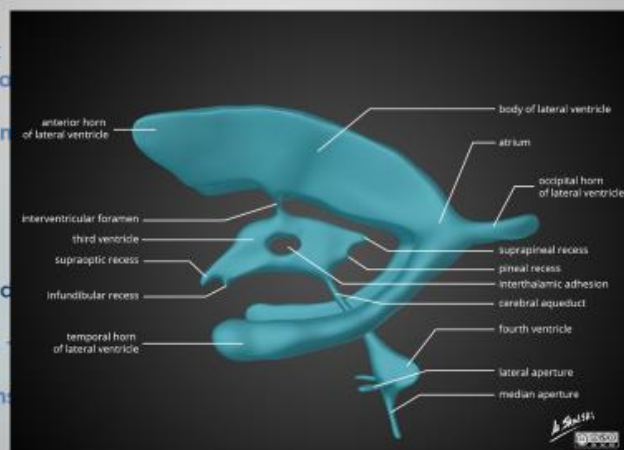 anterior horn
of lateral ventricle
interventricular foramen
third ventricle
supraoptic recess
infundibular recess
temporal horn
of lateral ventricle
body of lateral ventricle
atrium
occipital horn
of lateral ventricle
suprapineal recess
pineal recess
interthalamic adhesion
cerebral aqueduct
fourth ventricle
lateral aperture
median aperture